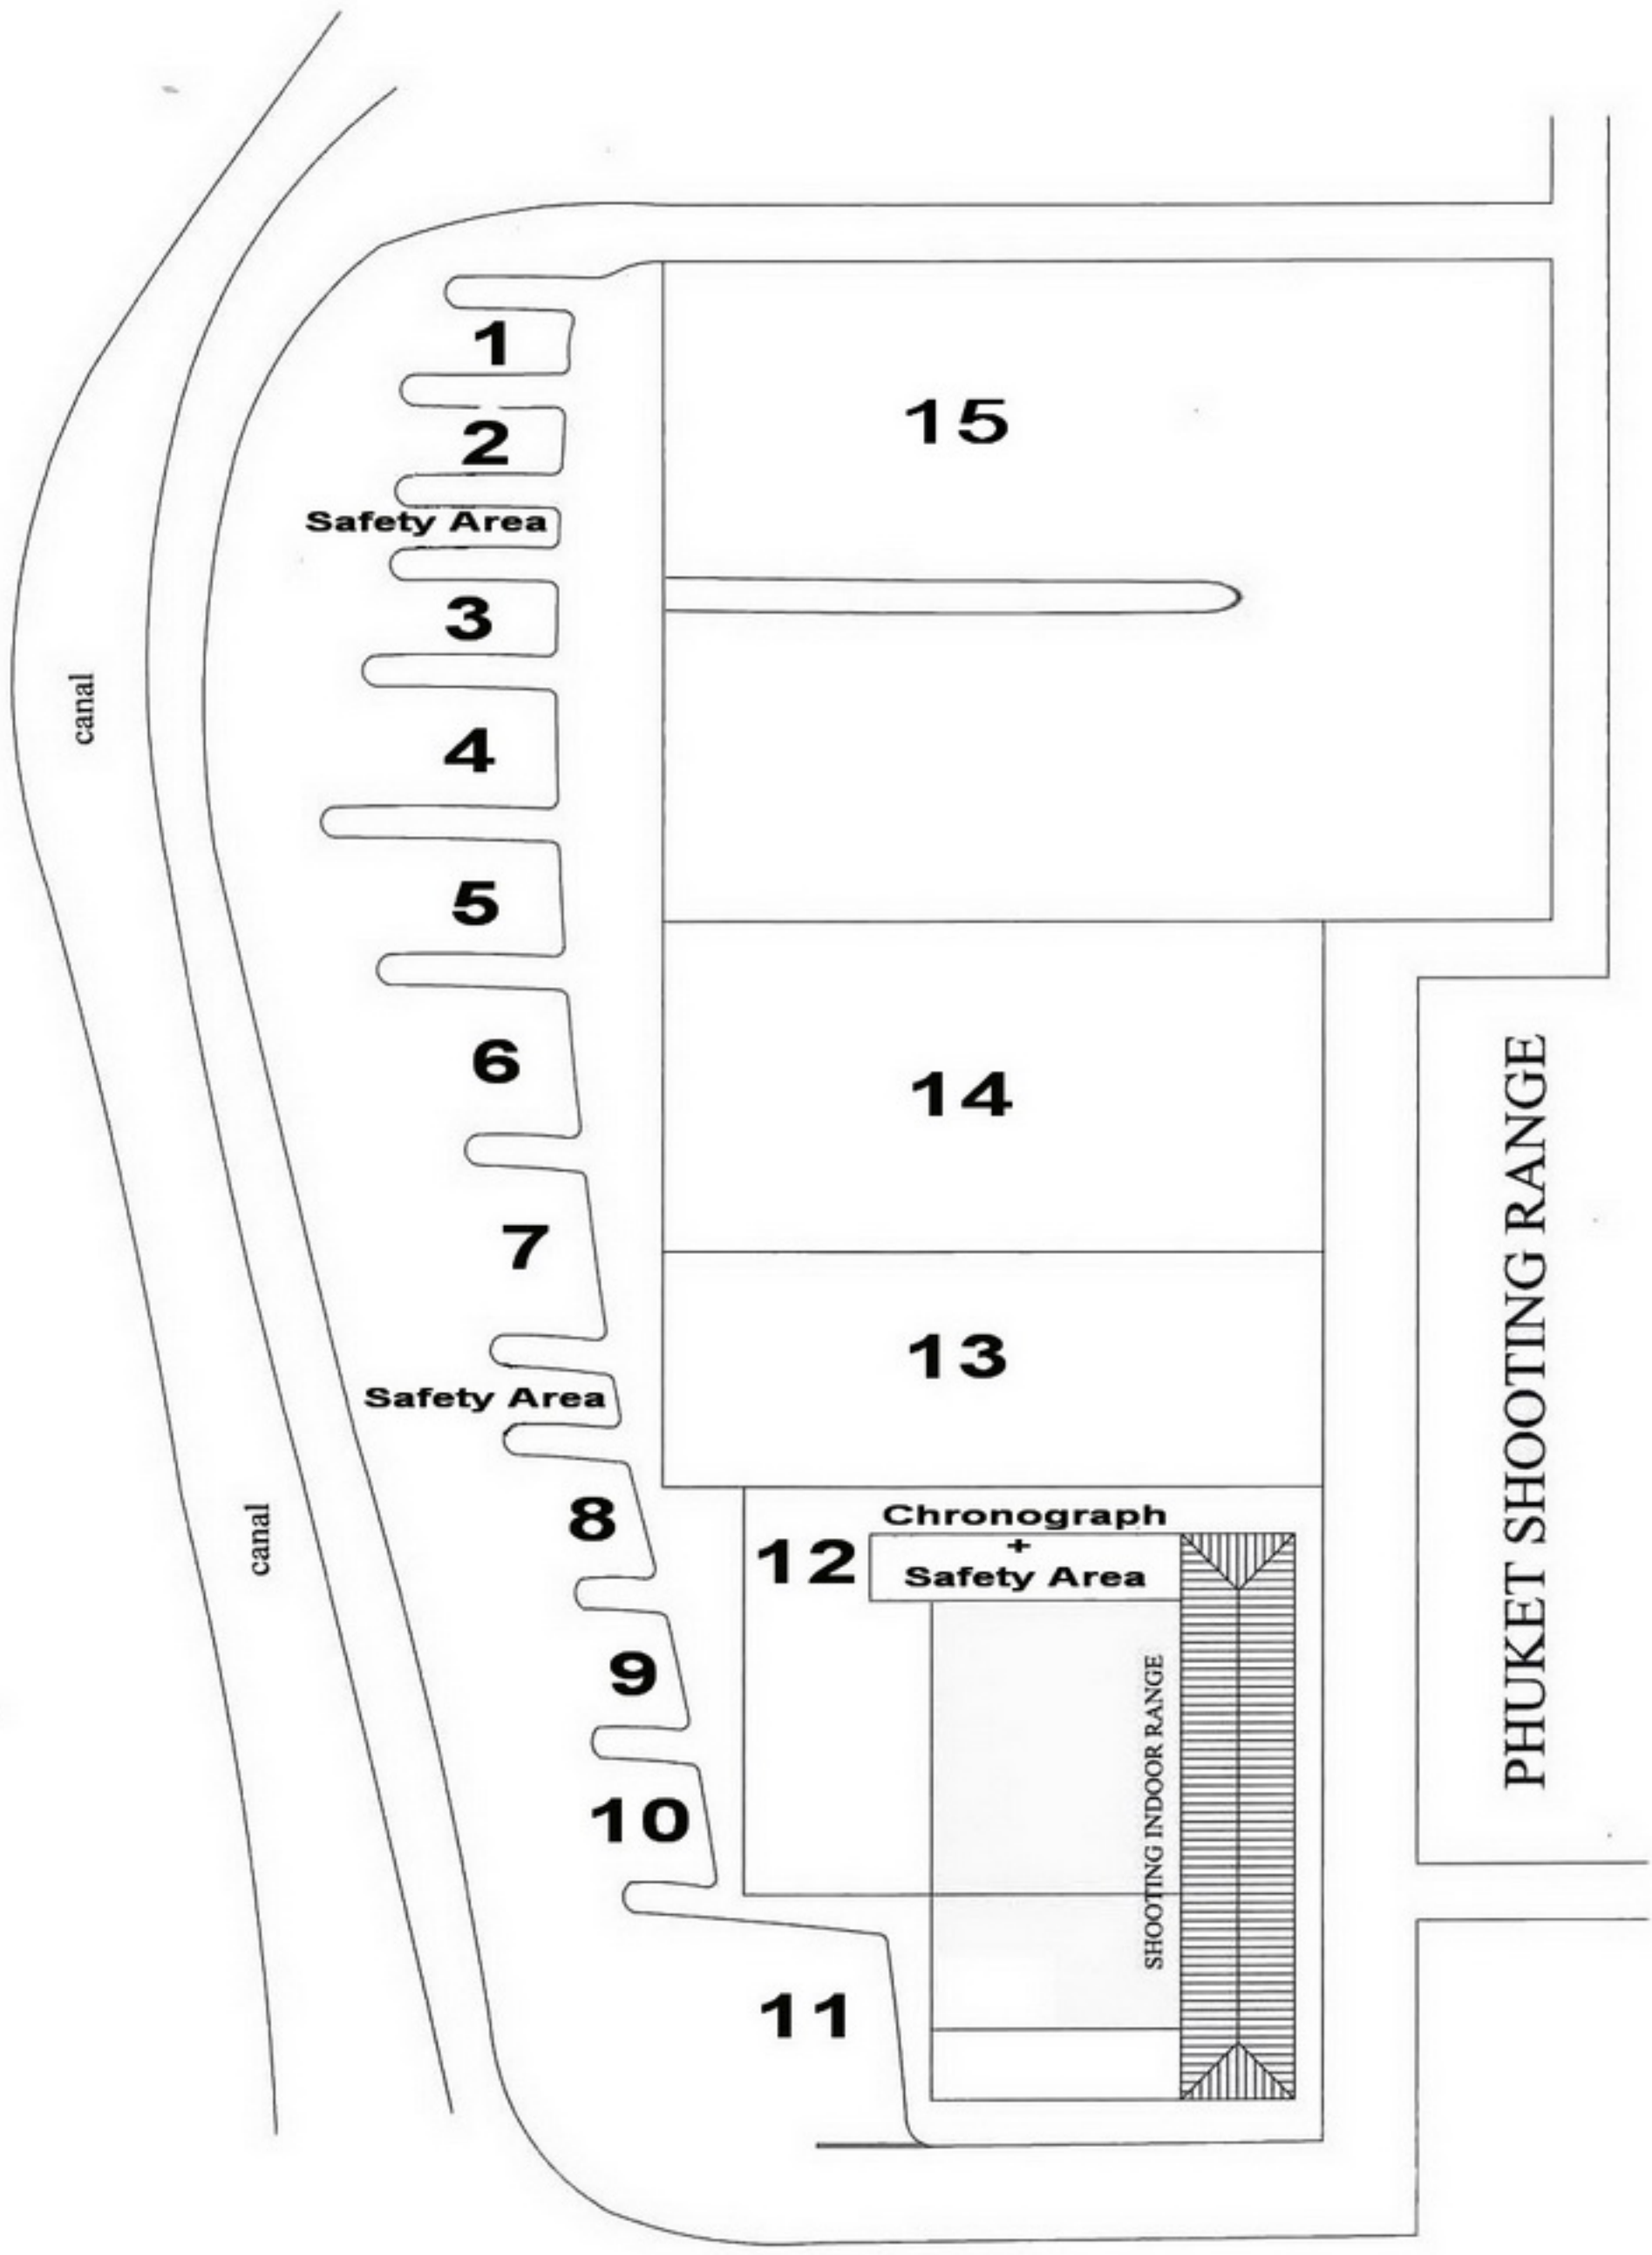 1
15
2
Safety Area
3
canal
4
5
6
14
7
13
Safety Area
8
Chronograph
+
Safety Area
12
canal
9
10
11
SHOOTING INDOOR RANGE
PHUKET SHOOTING RANGE